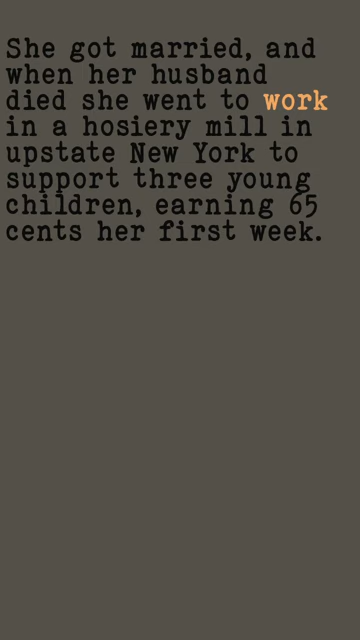 She got married, and
when her husband
died she went to work
in a hosiery mill in
upstate New York to
support three young
children, earning 65
cents her first week.